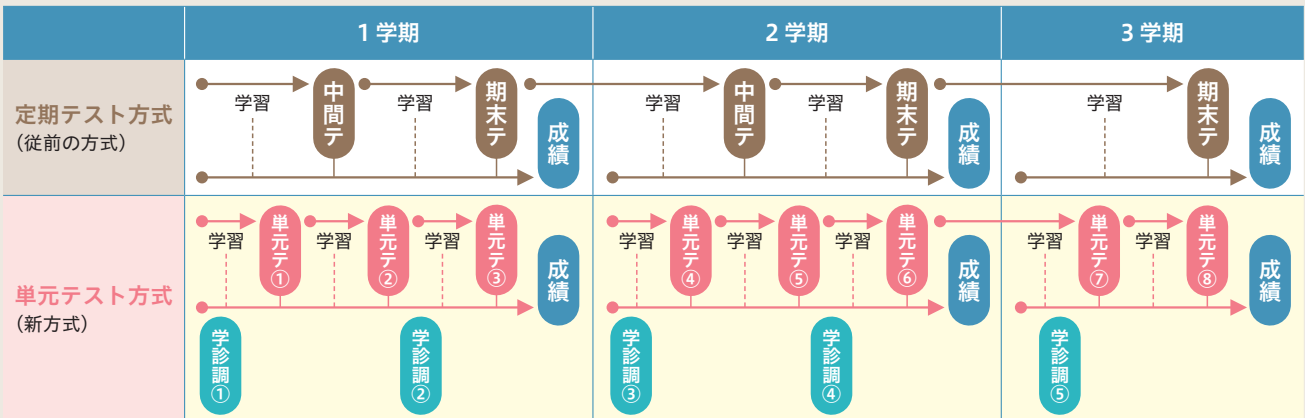 1 学期
2 学期
3 学期
定期テスト方式
(従前の方式)
学習
中間テ
学習
期末テ
成績
学習
中間テ
学習
期末テ
成績
学習
期末テ
成績
単元テスト方式
(新方式)
学習
単元テ①
学習
単元テ②
学習
単元テ③
成績
学習
単元テ④
学習
単元テ⑤
学習
単元テ⑥
成績
学習
単元テ⑦
学習
単元テ⑧
成績
学診調①
学診調②
学診調③
学診調④
学診調⑤